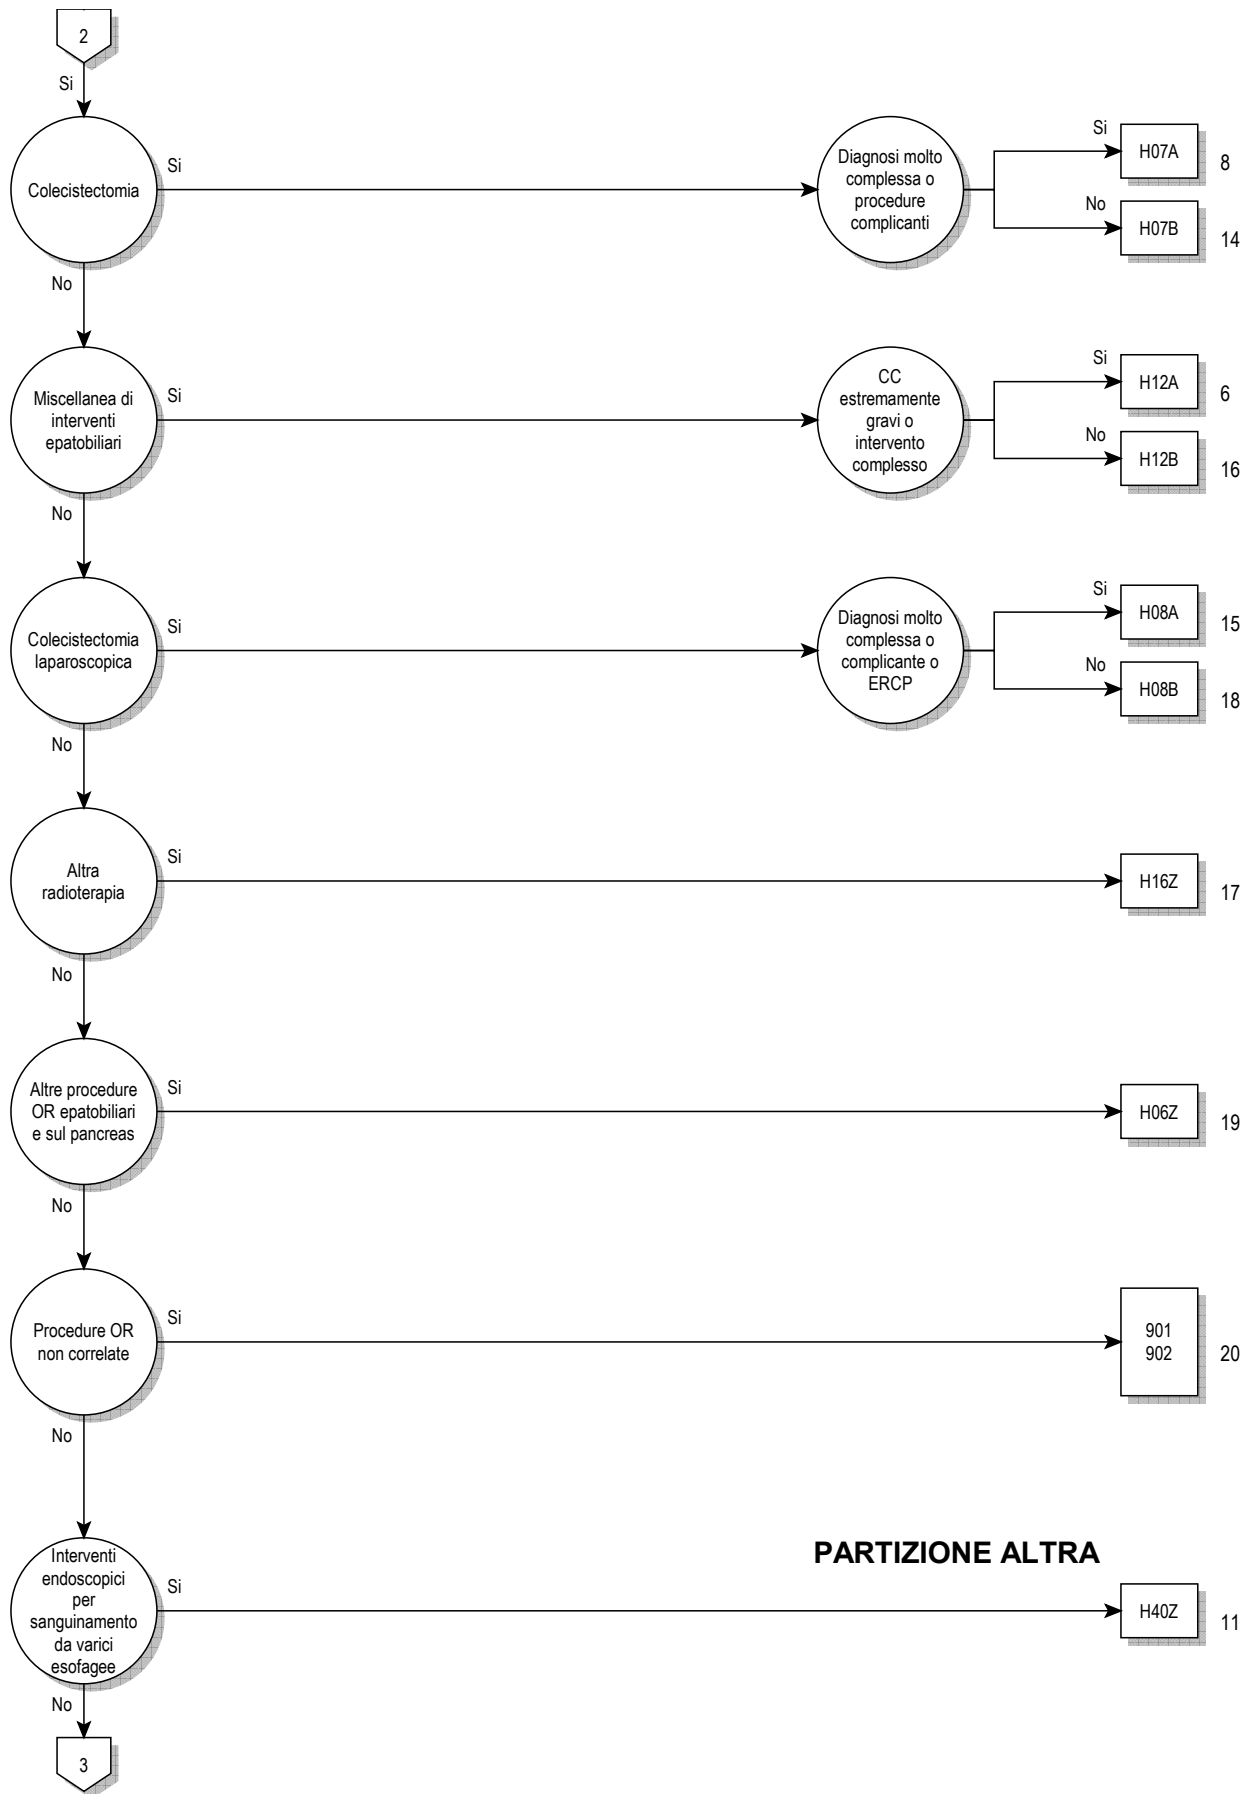 2
Si
Colecistectomia
Si
Diagnosi molto
complessa o
procedure
complicanti
Si
H07A
8
No
H07B
14
No
Miscellanea di
interventi
epatobiliari
Si
CC
estremamente
gravi o
intervento
complesso
Si
H12A
6
No
H12B
16
No
Colecistectomia
laparoscopica
Si
Diagnosi molto
complessa o
complicante o
ERCP
Si
H08A
15
No
H08B
18
No
Altra
radioterapia
Si
H16Z
17
No
Altre procedure
OR epatobiliari
e sul pancreas
Si
H06Z
19
No
Procedure OR
non correlate
Si
901
902
20
No
PARTIZIONE ALTRA
Interventi
endoscopici
per
sanguinamento
da varici
esofagee
Si
H40Z
11
No
3